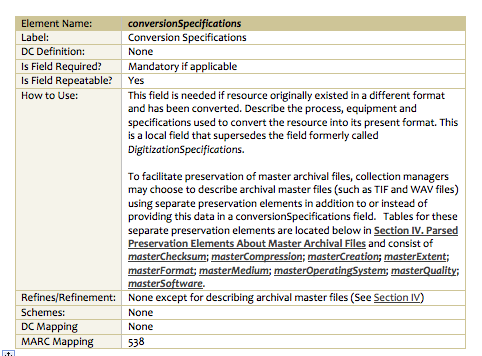 Element Name: conversionSpecifications
Label: Conversion Specifications
DC Definition: None
Is Field Required? Mandatory if applicable
Is Field Repeatable? Yes
How to Use: This field is needed if resource originally existed in a different format
and has been converted. Describe the process, equipment and
specifications used to convert the resource into its present format. This
is a local field that supersedes the field formerly called
DigitizationSpecifications.
To facilitate preservation of master archival files, collection managers
may choose to describe archival master files (such as TIF and WAV files)
using separate preservation elements in addition to or instead of
providing this data in a conversionSpecifications field. Tables for these
separate preservation elements are located below in Section IV. Parsed
Preservation Elements About Master Archival Files and consist of
masterChecksum; masterCompression; masterCreation; masterExtent;
masterFormat; masterMedium; masterOperatingSystem; masterQuality;
masterSoftware.
Refines/Refinement: None except for describing archival master files (See Section IV)
Schemes: None
DC Mapping None
MARC Mapping 538